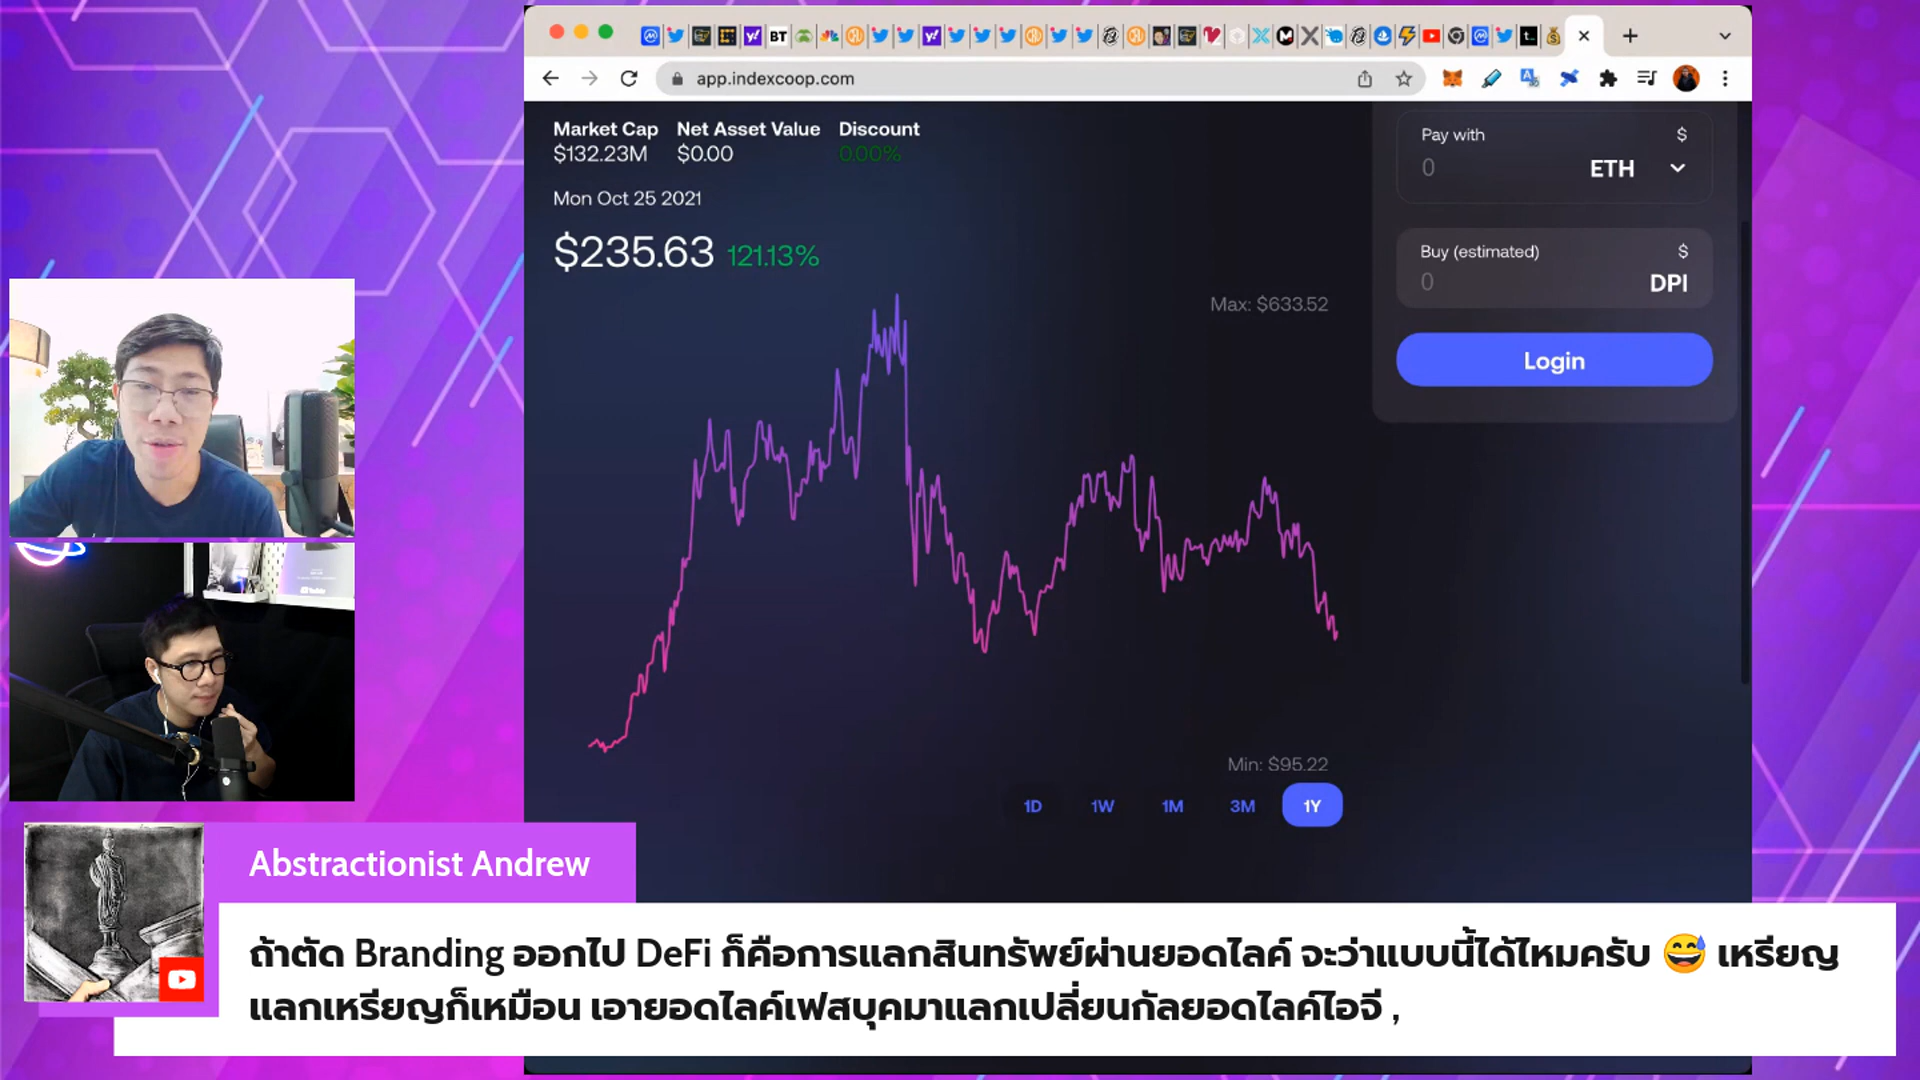 BT
app.indexcoop.com
Market Cap Net Asset Value Discount
$132.23M $0.00 0.00%
Mon Oct 25 2021
$235.63 121.13%
Max: $633.52
Min: $95.22
1D 1W 1M 3M 1Y
Pay with $
0 ETH
Buy (estimated) $
0 DPI
Login
Abstractionist Andrew
ถ้าตัด Branding ออกไป DeFi ก็คือการแลกสินทรัพย์ผ่านยอดไลค์ จะว่าแบบนี้ได้ไหมครับ 😅 เหรียญ
แลกเหรียญก็เหมือน เอายอดไลค์เฟสบุคมาแลกเปลี่ยนกัลยอดไลค์ไอจี ,